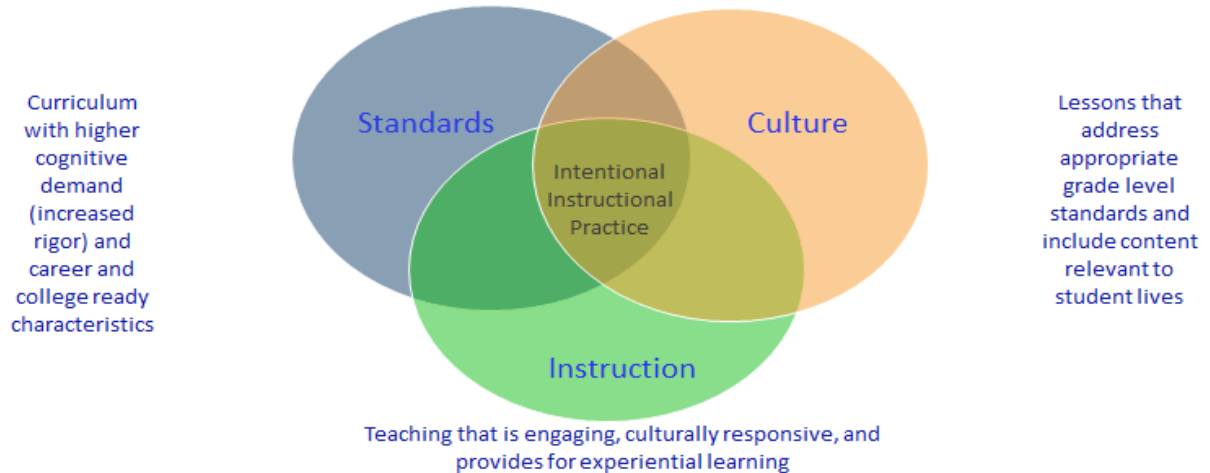 Curriculum
with higher
cognitive
demand
(increased
rigor) and
career and
college ready
characteristics
Standards
Culture
Intentional
Instructional
Practice
Instruction
Lessons that
address
appropriate
grade level
standards and
include content
relevant to
student lives
Teaching that is engaging, culturally responsive, and
provides for experiential learning